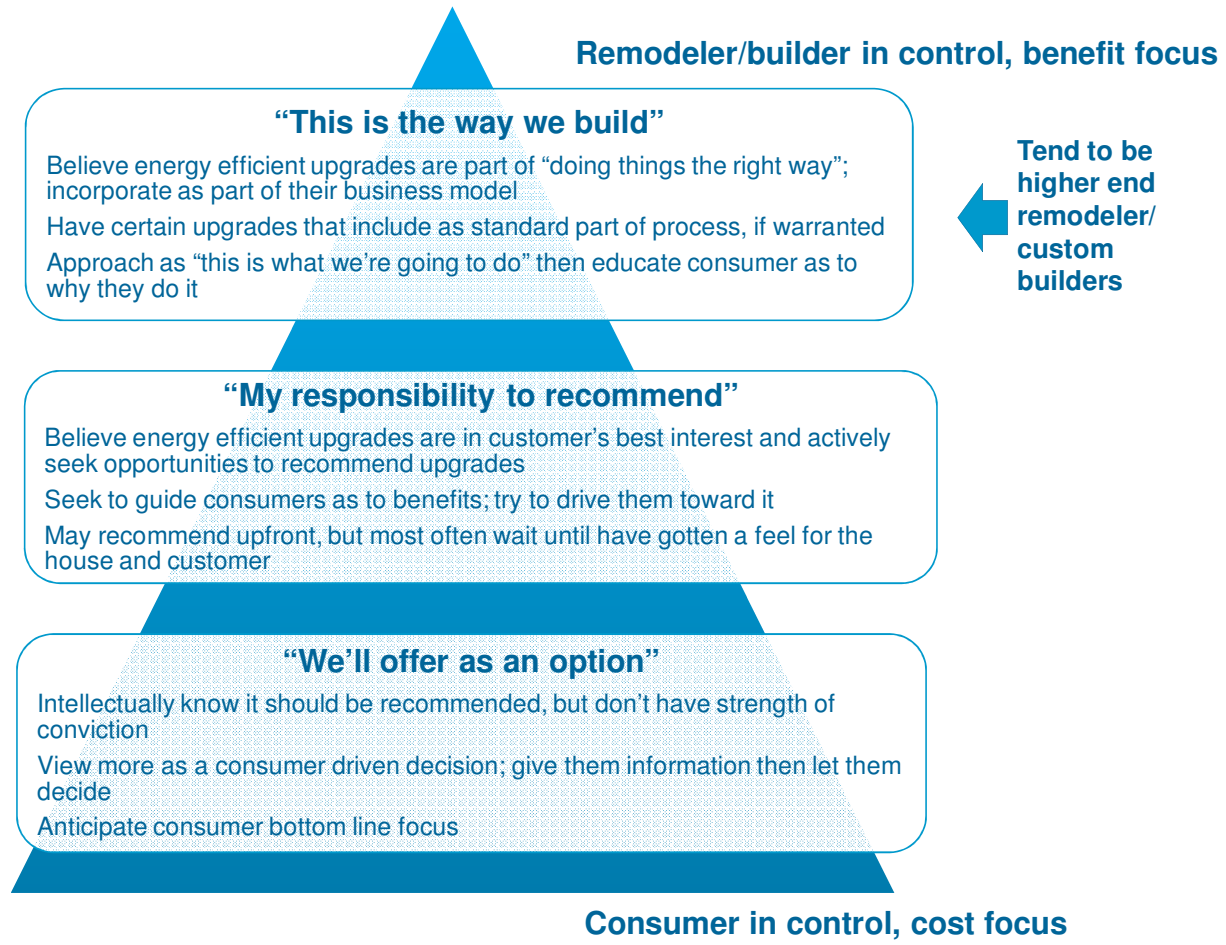 Remodeler/builder in control, benefit focus
“This is the way we build”
Believe energy efficient upgrades are part of “doing things the right way”;
incorporate as part of their business model
Have certain upgrades that include as standard part of process, if warranted
Approach as “this is what we’re going to do” then educate consumer as to
why they do it
Tend to be
higher end
remodeler/
custom
builders
“My responsibility to recommend”
Believe energy efficient upgrades are in customer’s best interest and actively
seek opportunities to recommend upgrades
Seek to guide consumers as to benefits; try to drive them toward it
May recommend upfront, but most often wait until have gotten a feel for the
house and customer
“We’ll offer as an option”
Intellectually know it should be recommended, but don’t have strength of
conviction
View more as a consumer driven decision; give them information then let them
decide
Anticipate consumer bottom line focus
Consumer in control, cost focus